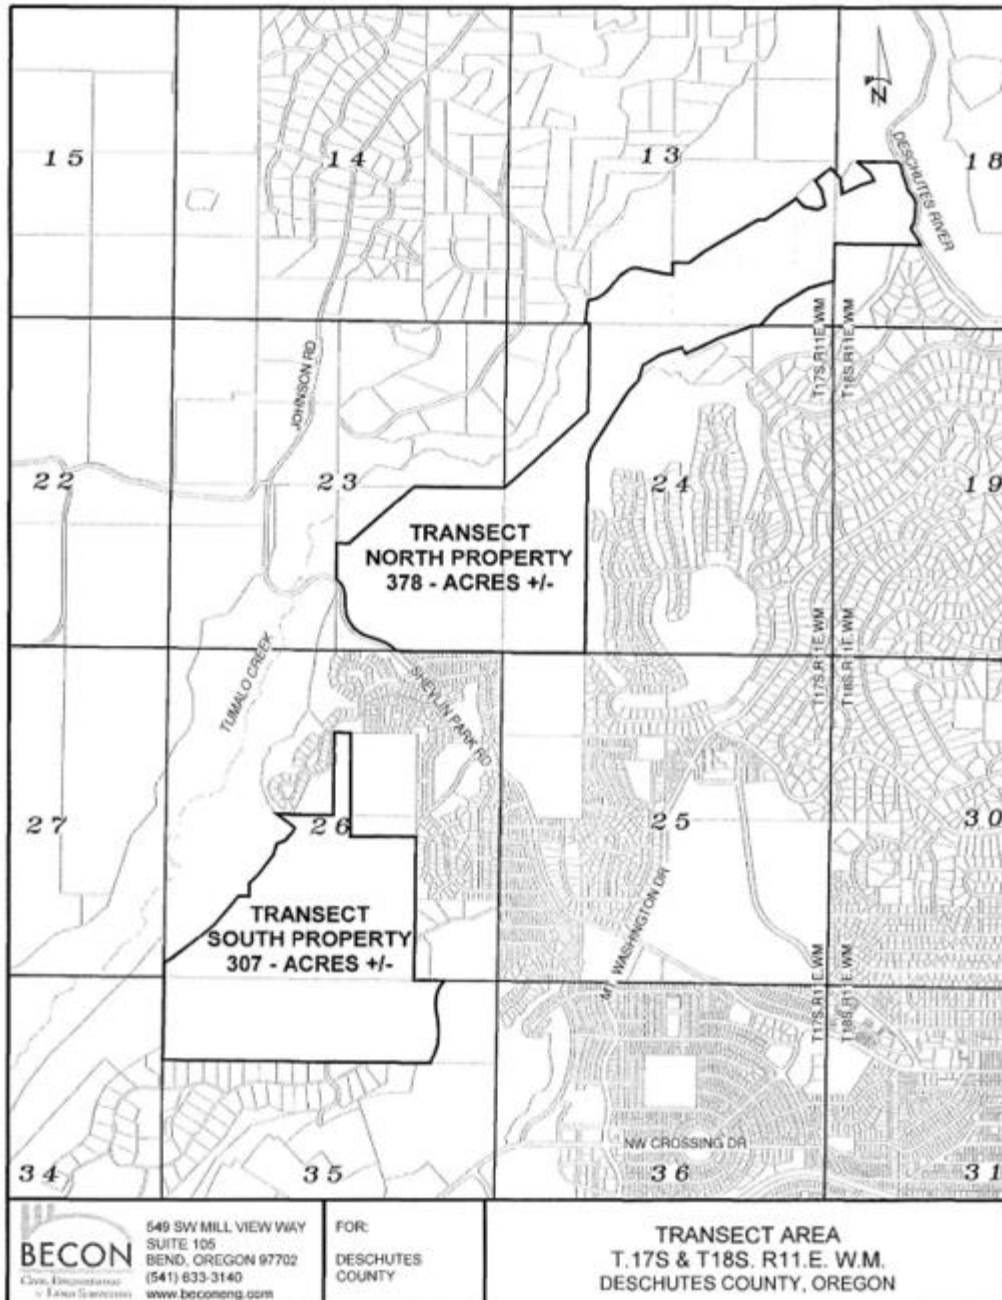 15
14
13
18
N
DESCHUTES RIVER
T17S.R11E.WM
T18S.R11E.WM
JOHNSON RD
22
23
24
19
TRANSECT
NORTH PROPERTY
378 - ACRES +/-
TUMALO CREEK
SHEVLIN PARK RD
T17S.R11E.WM
T18S.R11E.WM
27
26
25
30
MT WASHINGTON DR
TRANSECT
SOUTH PROPERTY
307 - ACRES +/-
T17S.R11E.WM
T18S.R11E.WM
NW CROSSING DR
34
35
36
31
BECON
549 SW MILL VIEW WAY
SUITE 105
BEND, OREGON 97702
(541) 633-3140
www.beconeng.com
FOR:
DESCHUTES
COUNTY
TRANSECT AREA
T.17S & T18S. R11.E. W.M.
DESCHUTES COUNTY, OREGON